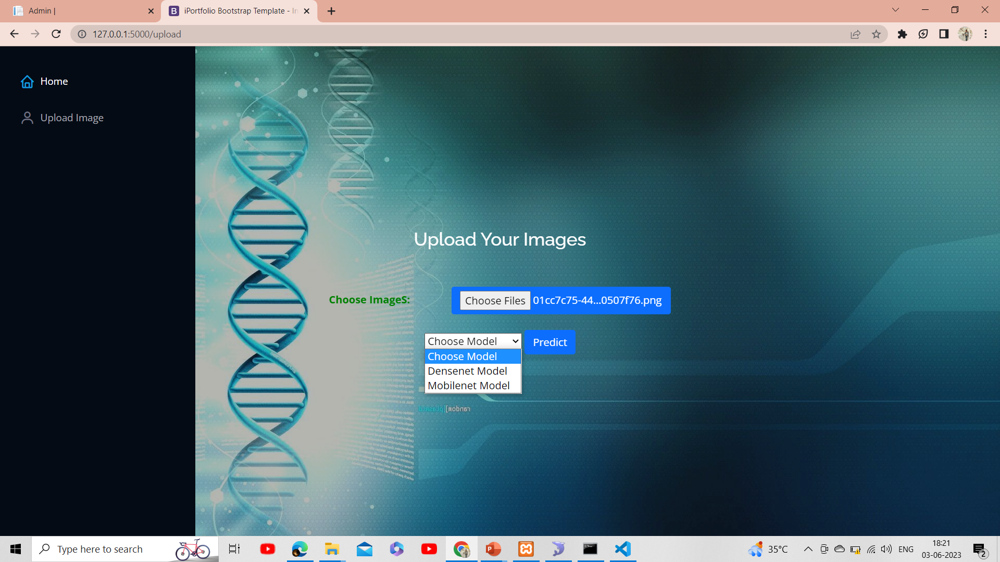 Admin |
iPortfolio Bootstrap Template - In
127.0.0.1:5000/upload
Home
Upload Image
Upload Your Images
Choose ImageS:
Choose Files 01cc7c75-44...0507f76.png
Choose Model
Predict
Choose Model
Densenet Model
Mobilenet Model
Type here to search
35°C
ENG
18:21
03-06-2023
2